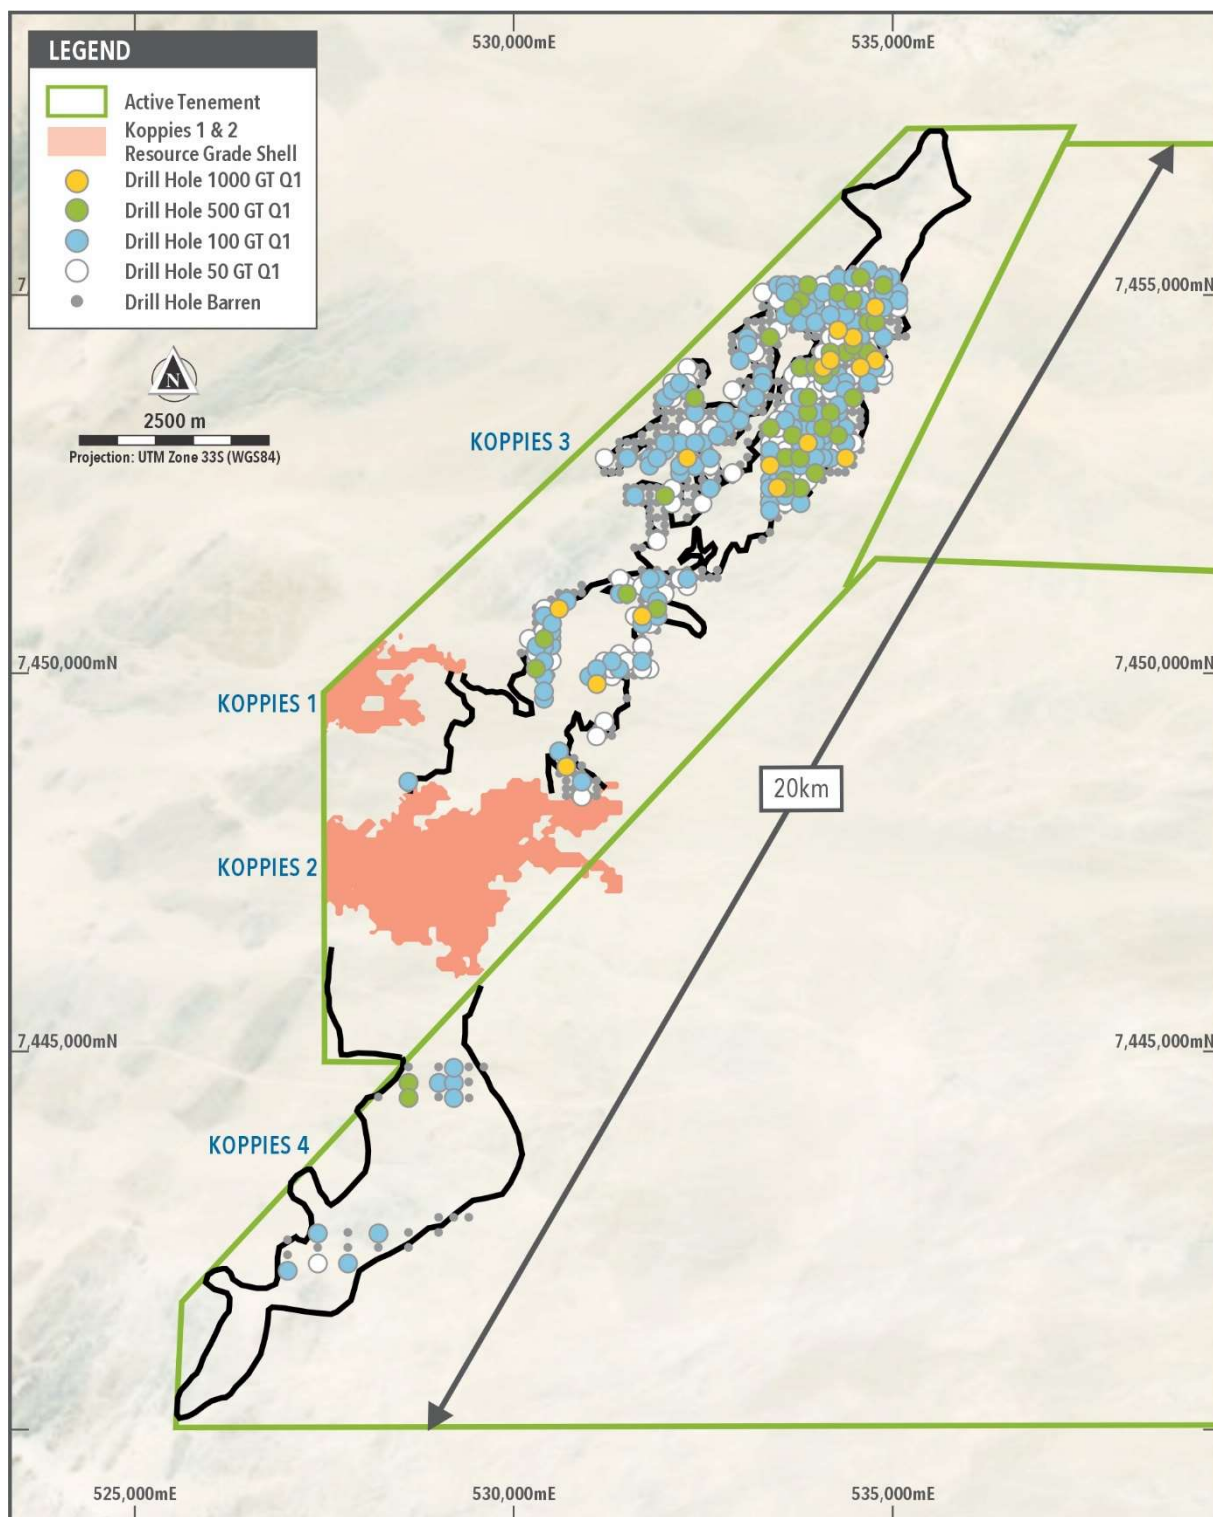 530,000mE
535,000mE
LEGEND
Active Tenement
Koppies 1 & 2
Resource Grade Shell
Drill Hole 1000 GT Q1
Drill Hole 500 GT Q1
Drill Hole 100 GT Q1
Drill Hole 50 GT Q1
Drill Hole Barren
7
7,455,000mN
N
2500 m
Projection: UTM Zone 33S (WGS84)
KOPPIES 3
7,450,000mN
7,450,000mN
KOPPIES 1
20km
KOPPIES 2
7,445,000mN
7,445,000mN
KOPPIES 4
525,000mE
530,000mE
535,000mE